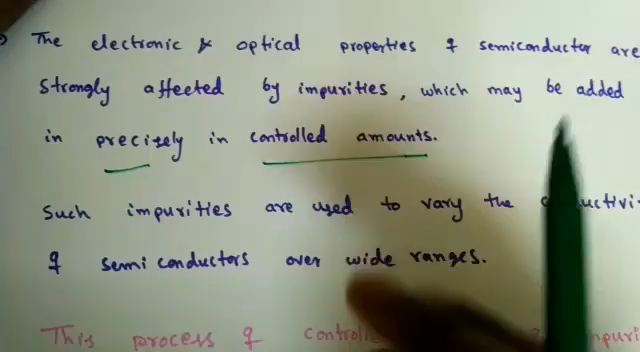 The electronic & optical properties of semiconductor are
strongly affected by impurities, which may be added
in precisely in controlled amounts.
Such impurities are used to vary the
of semiconductors over wide ranges.
This process of